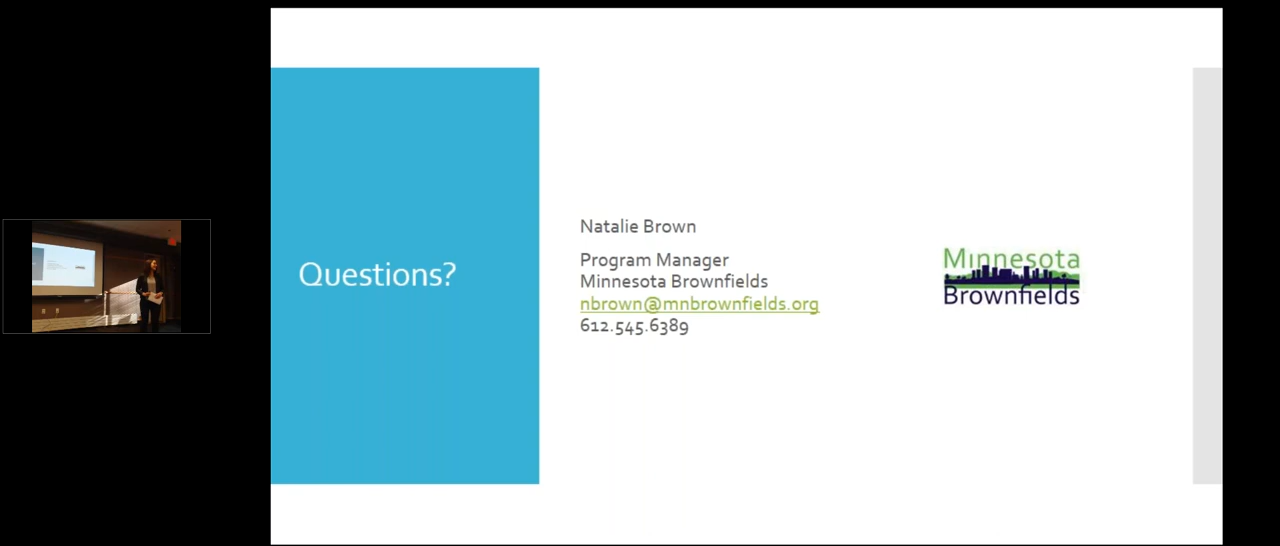 Questions?
Natalie Brown
Program Manager
Minnesota Brownfields
nbrown@mnbrownfields.org
612.545.6389
Minnesota
Brownfields